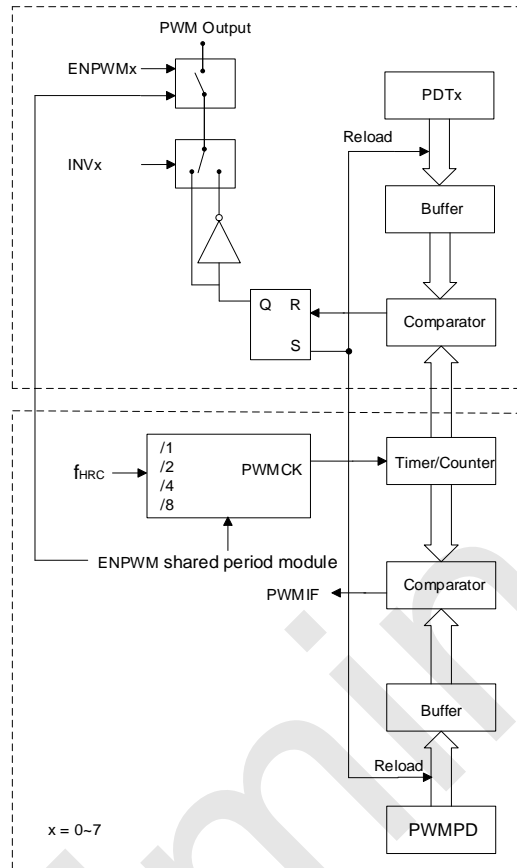 PWM Output
ENPWMx
PDTx
Reload
INVx
Buffer
Q R
S
Comparator
/1
/2
/4
/8
fHRC
PWMCK
Timer/Counter
ENPWM shared period module
PWMIF
Comparator
Buffer
Reload
PWMPD
x = 0~7